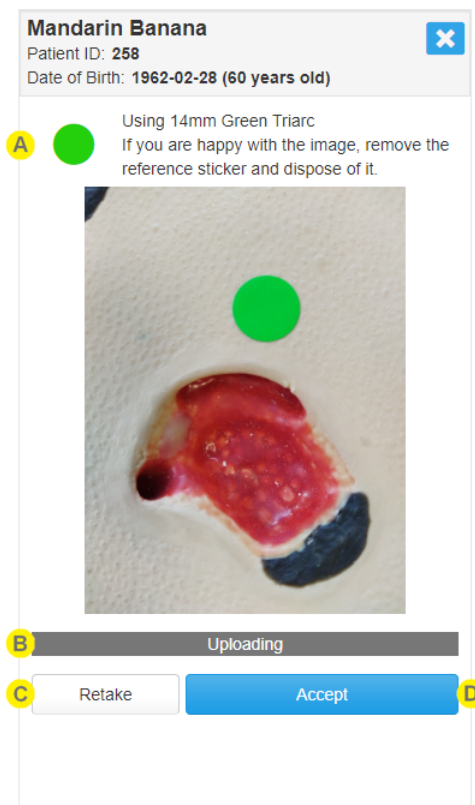 Mandarin Banana
Patient ID: 258
Date of Birth: 1962-02-28 (60 years old)
A
Using 14mm Green Triarc
If you are happy with the image, remove the
reference sticker and dispose of it.
B
Uploading
C
Retake
Accept
D